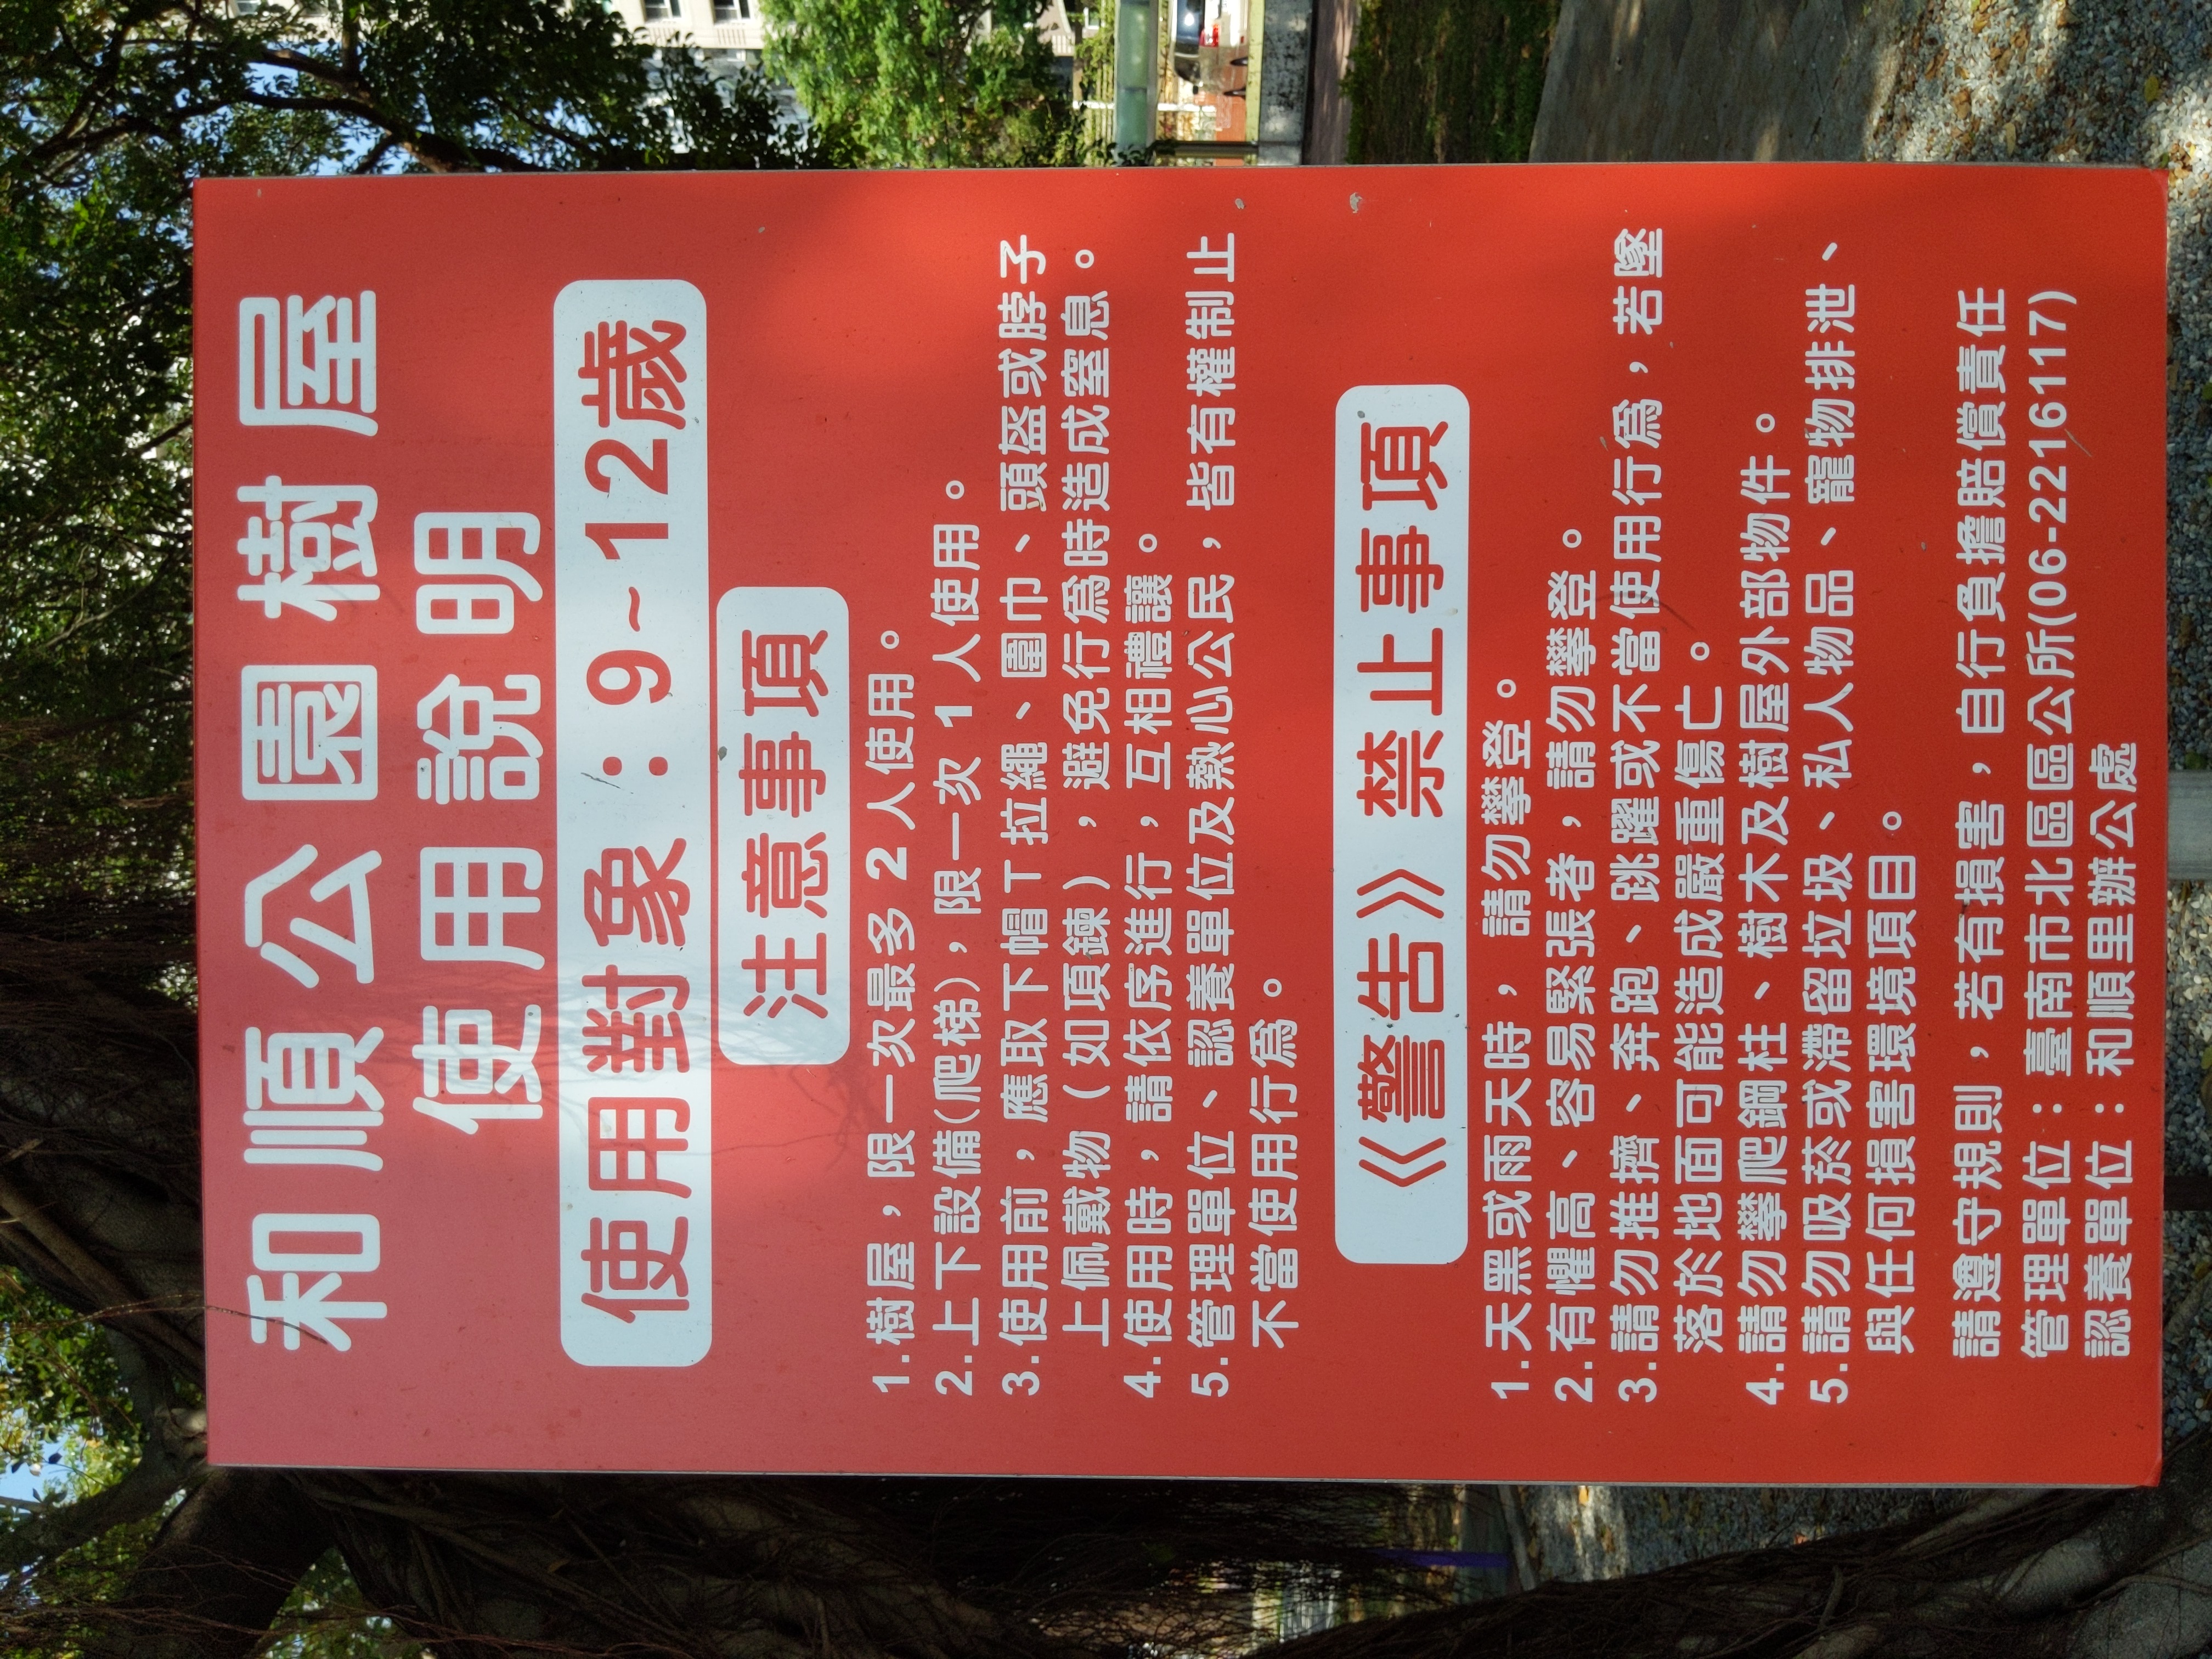 和順公園樹屋
使用說明
使用對象：9~12歲
注意事項
1.樹屋，限一次最多 2 人使用。
2.上下設備(爬梯)，限一次 1 人使用。
3.使用前，應取下帽T拉繩、圍巾、頭盔或脖子
上佩戴物（如項鍊），避免行為時造成窒息。
4.使用時，請依序進行，互相禮讓。
5.管理單位、認養單位及熱心公民，皆有權制止
不當使用行為。
《警告》禁止事項
1.天黑或雨天時，請勿攀登。
2.有懼高、容易緊張者，請勿攀登。
3.請勿推擠、奔跑、跳躍或不當使用行為，若墬
落於地面可能造成嚴重傷亡。
4.請勿攀爬鋼柱、樹木及樹屋外部物件。
5.請勿吸菸或滯留垃圾、私人物品、寵物排泄、
與任何損害環境項目。
請遵守規則，若有損害，自行負擔賠償責任
管理單位：臺南市北區區公所(06-2216117)
認養單位：和順里辦公處